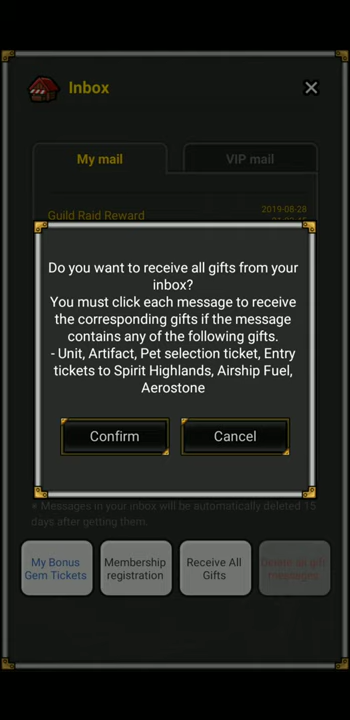 Inbox
My mail
VIP mail
Guild Raid Reward
2019-08-28
Do you want to receive all gifts from your
inbox?
You must click each message to receive
the corresponding gifts if the message
contains any of the following gifts.
- Unit, Artifact, Pet selection ticket, Entry
tickets to Spirit Highlands, Airship Fuel,
Aerostone
Confirm
Cancel
※ Messages in your inbox will be automatically deleted 15
days after getting them.
My Bonus
Gem Tickets
Membership
registration
Receive All
Gifts
Delete all gift
messages